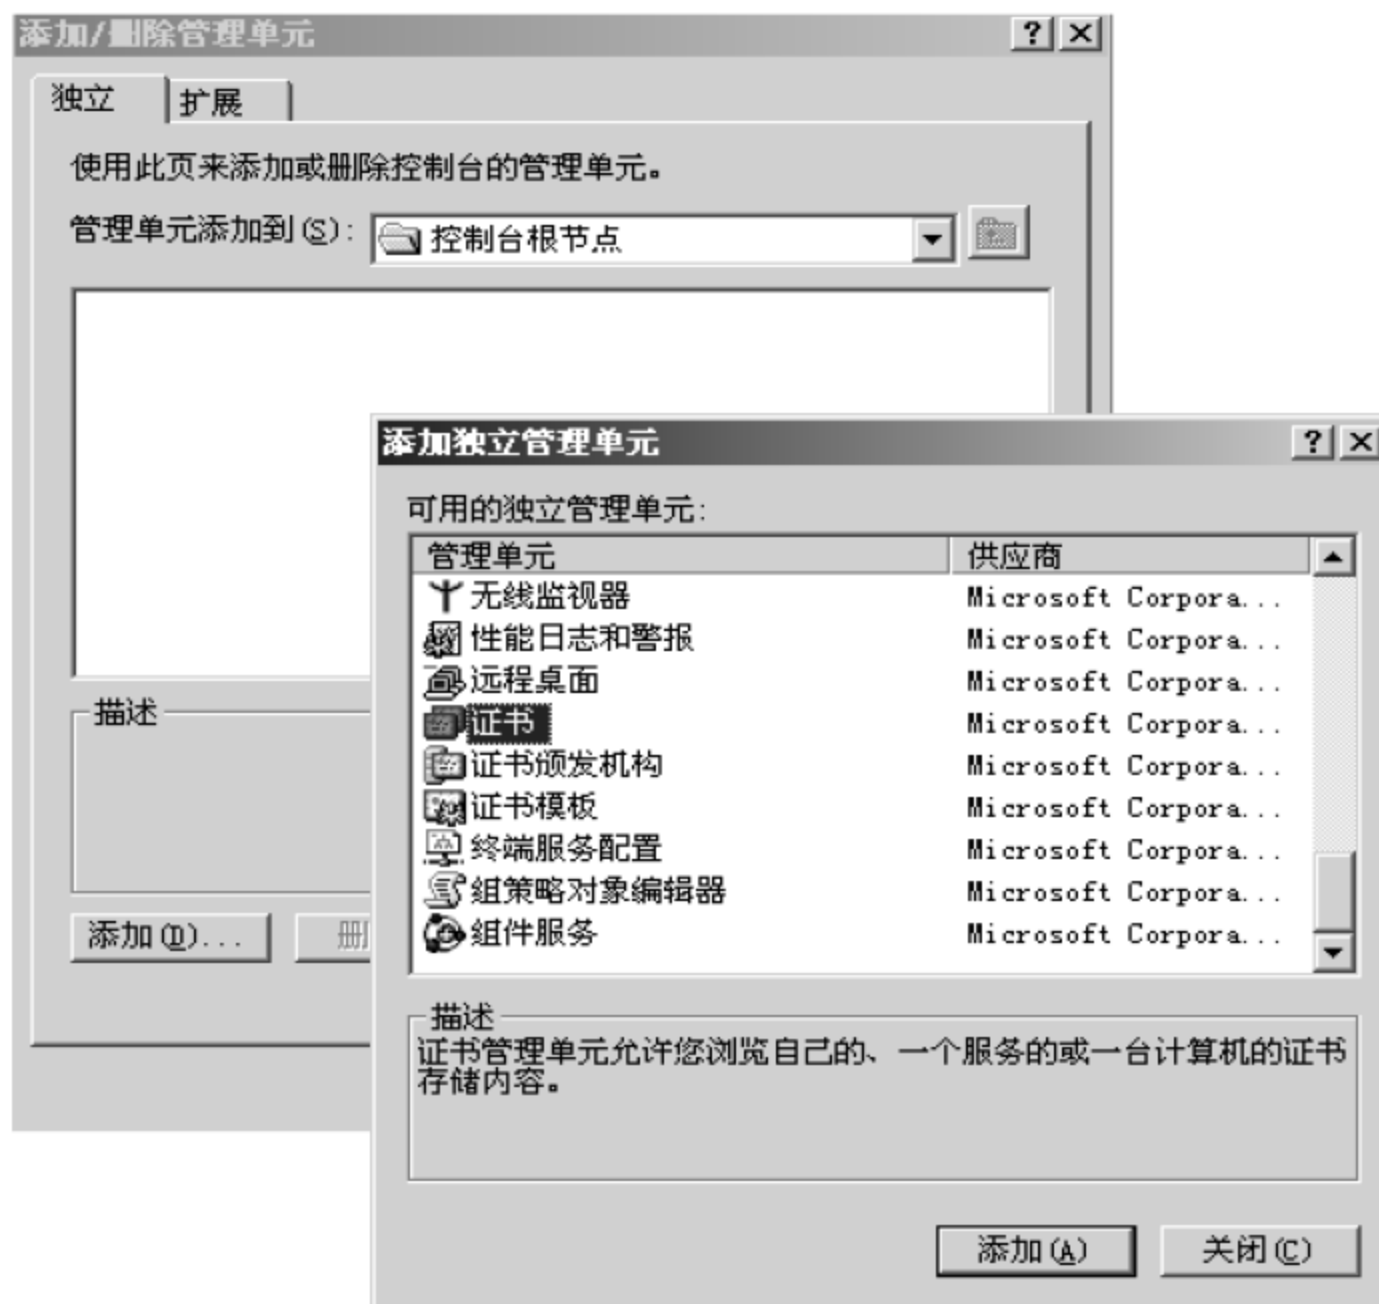 添加/删除管理单元
独立 扩展
使用此页来添加或删除控制台的管理单元。
管理单元添加到(S): 控制台根节点
描述
添加(D)...
添加独立管理单元
可用的独立管理单元:
管理单元 供应商
无线监视器 Microsoft Corpora...
性能日志和警报 Microsoft Corpora...
远程桌面 Microsoft Corpora...
证书 Microsoft Corpora...
证书颁发机构 Microsoft Corpora...
证书模板 Microsoft Corpora...
终端服务配置 Microsoft Corpora...
组策略对象编辑器 Microsoft Corpora...
组件服务 Microsoft Corpora...
描述
证书管理单元允许您浏览自己的、一个服务的或一台计算机的证书
存储内容。
添加(A) 关闭(C)